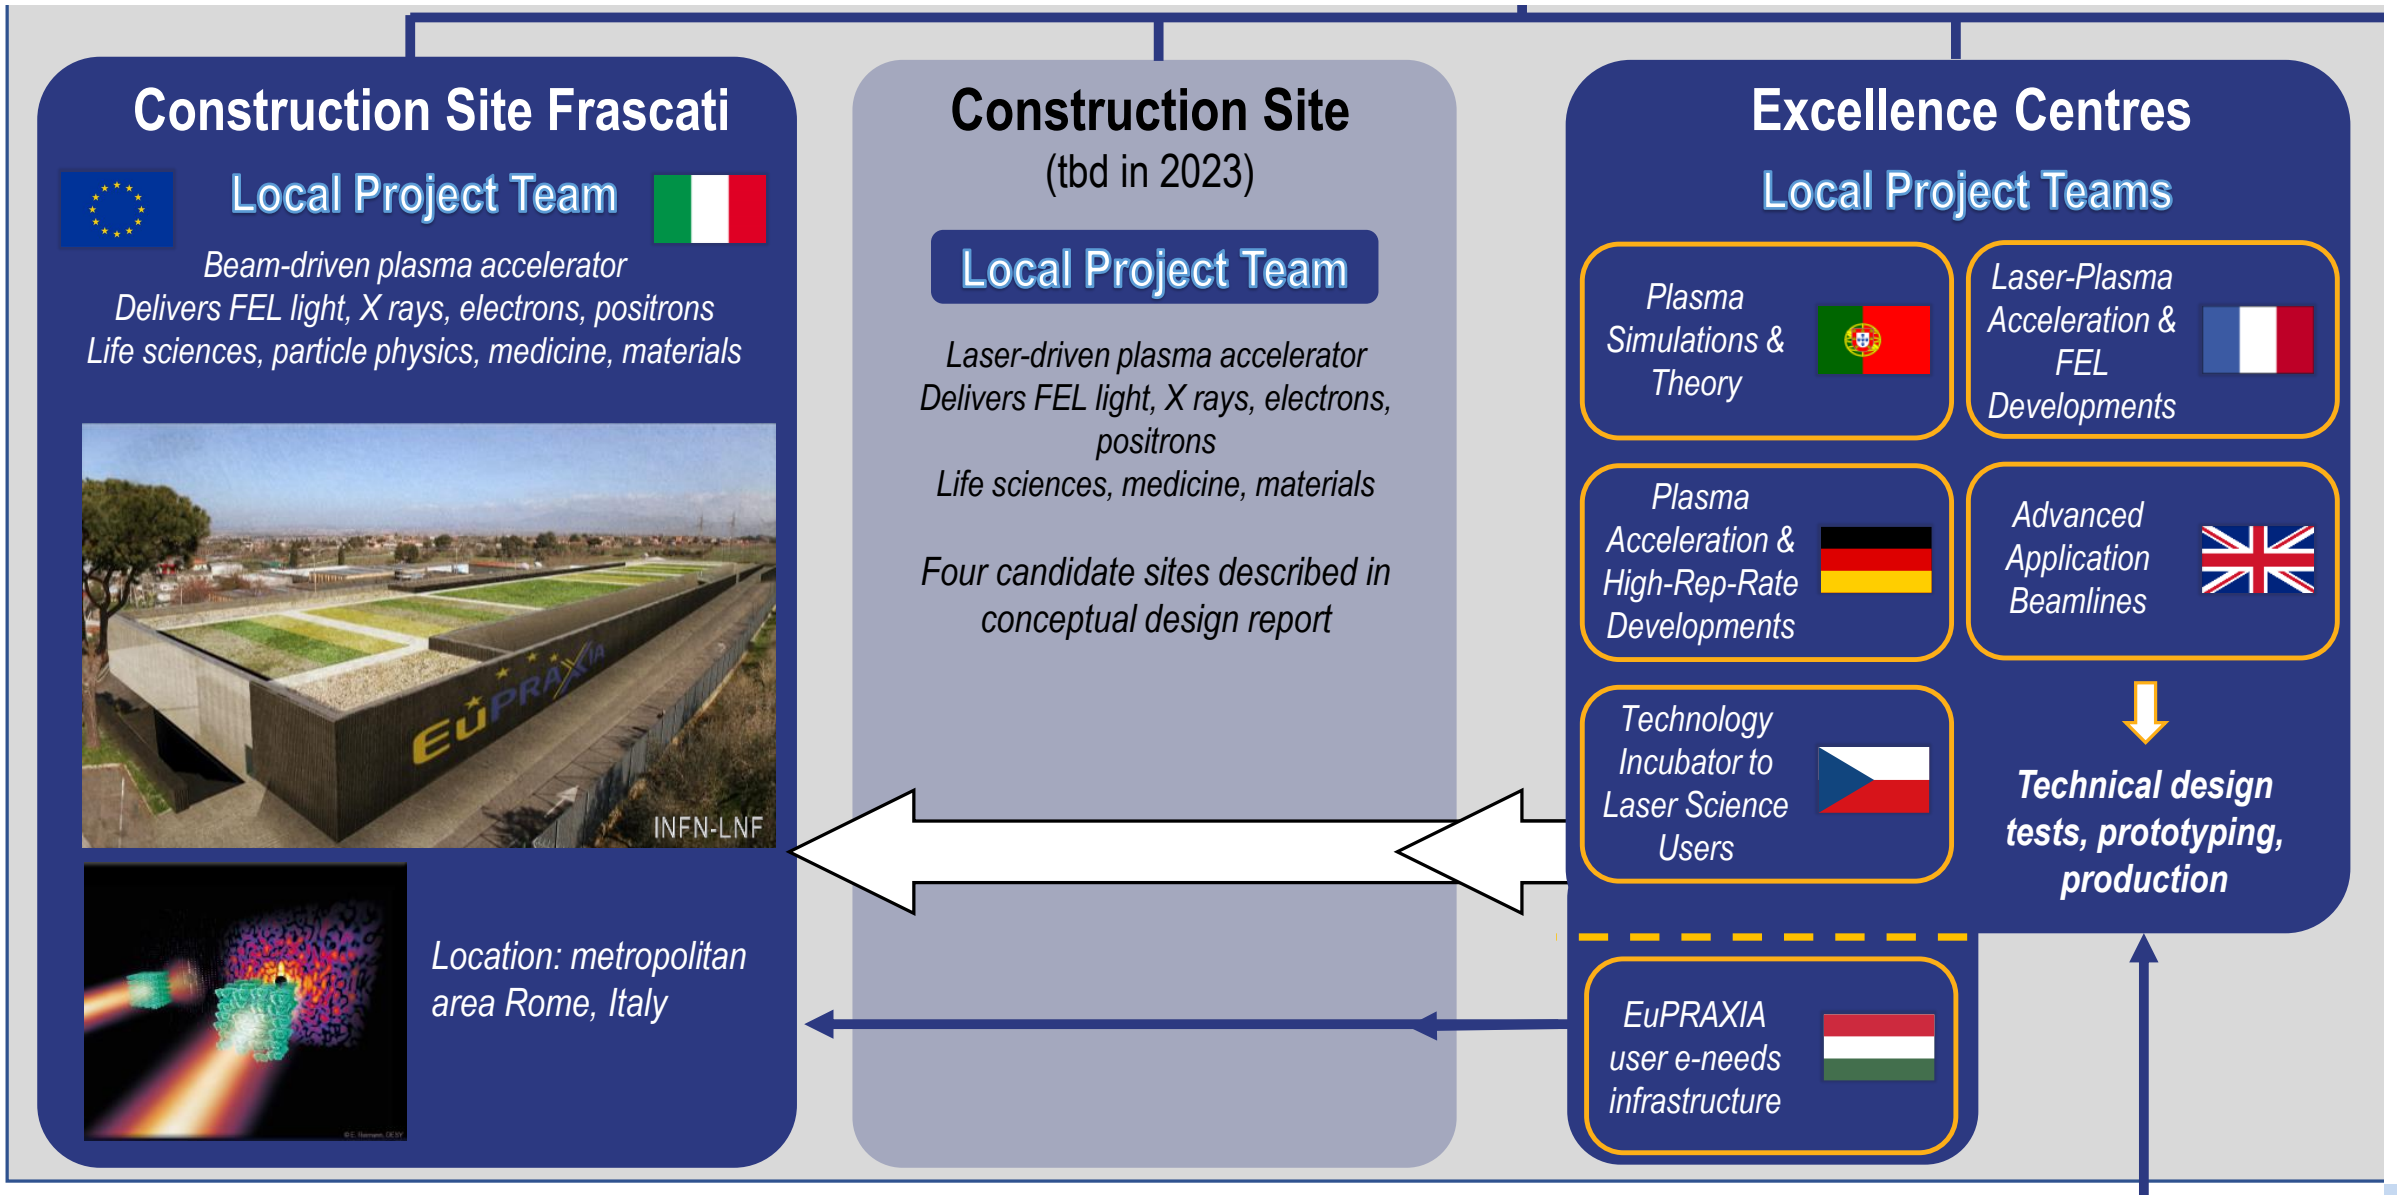 Construction Site Frascati
Local Project Team
Beam-driven plasma accelerator
Delivers FEL light, X rays, electrons, positrons
Life sciences, particle physics, medicine, materials
EuPRAXIA
INFN-LNF
Location: metropolitan
area Rome, Italy
Construction Site
(tbd in 2023)
Local Project Team
Laser-driven plasma accelerator
Delivers FEL light, X rays, electrons,
positrons
Life sciences, medicine, materials
Four candidate sites described in
conceptual design report
Excellence Centres
Local Project Teams
Plasma
Simulations &
Theory
Laser-Plasma
Acceleration &
FEL
Developments
Plasma
Acceleration &
High-Rep-Rate
Developments
Advanced
Application
Beamlines
Technology
Incubator to
Laser Science
Users
Technical design
tests, prototyping,
production
EuPRAXIA
user e-needs
infrastructure